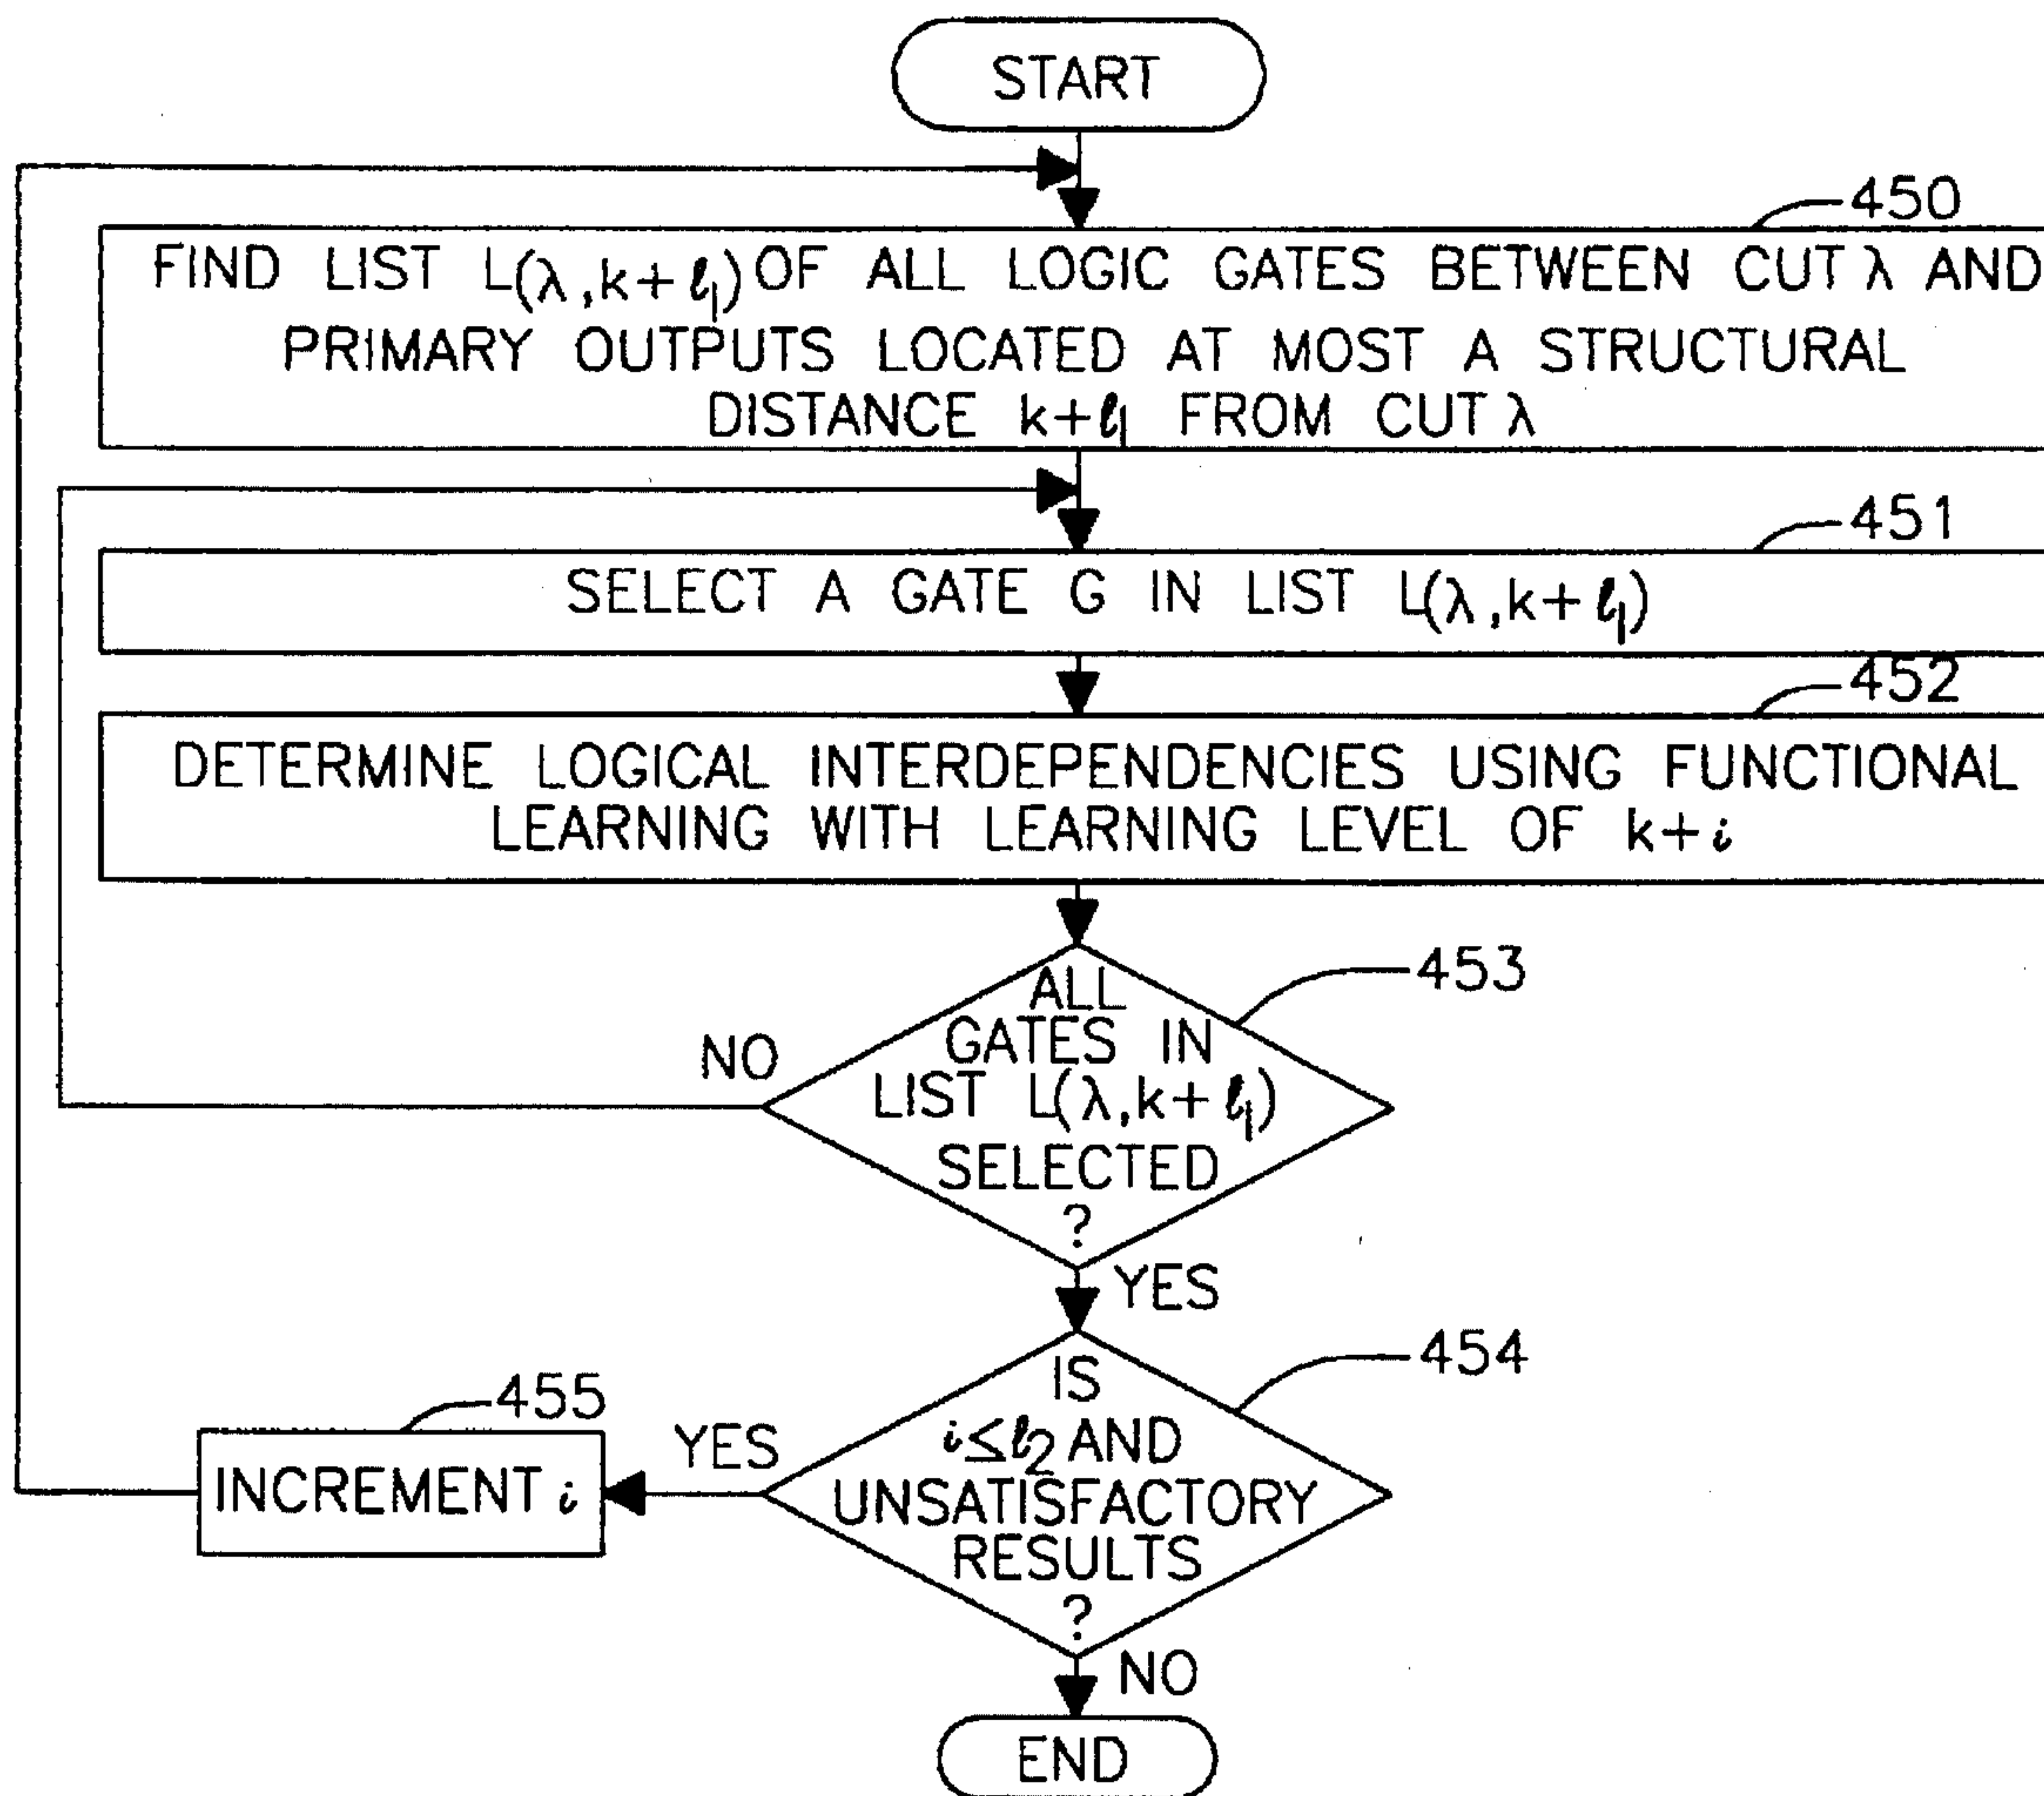 START
450
FIND LIST L(λ,k+ℓ₁) OF ALL LOGIC GATES BETWEEN CUT λ AND
PRIMARY OUTPUTS LOCATED AT MOST A STRUCTURAL
DISTANCE k+ℓ₁ FROM CUT λ
451
SELECT A GATE G IN LIST L(λ,k+ℓ₁)
452
DETERMINE LOGICAL INTERDEPENDENCIES USING FUNCTIONAL
LEARNING WITH LEARNING LEVEL OF k+i
453
ALL
GATES IN
LIST L(λ,k+ℓ₁)
SELECTED
?
NO
YES
454
IS
i≤ℓ₂ AND
UNSATISFACTORY
RESULTS
?
YES
455
INCREMENT i
NO
END